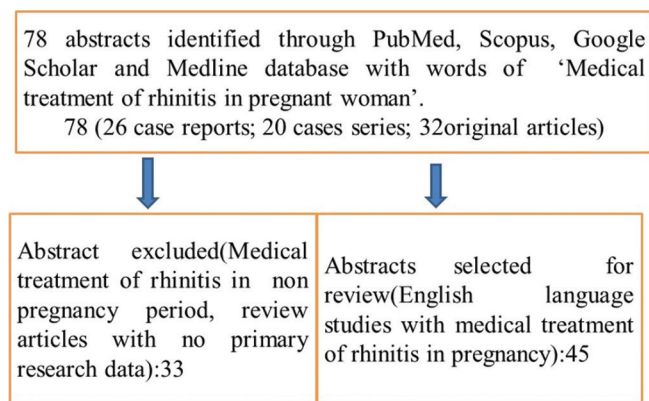 78 abstracts identified through PubMed, Scopus, Google
Scholar and Medline database with words of ‘Medical
treatment of rhinitis in pregnant woman’.
78 (26 case reports; 20 cases series; 32original articles)
Abstract excluded(Medical
treatment of rhinitis in non
pregnancy period, review
articles with no primary
research data):33
Abstracts selected for
review(English language
studies with medical treatment
of rhinitis in pregnancy):45